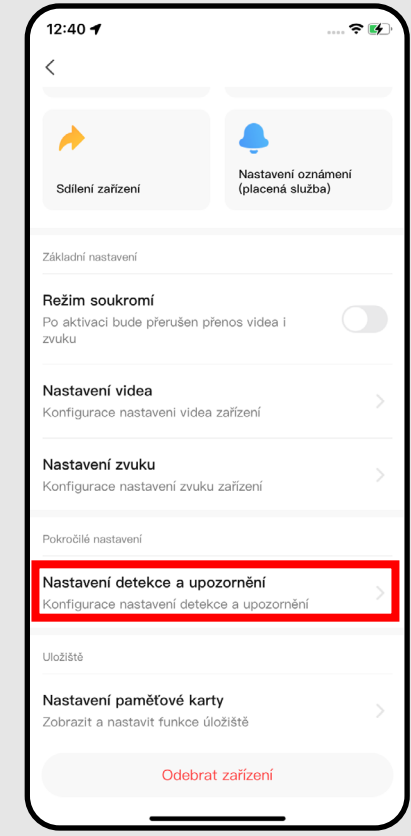 12:40
Sdílení zařízení
Nastavení oznámení
(placená služba)
Základní nastavení
Režim soukromí
Po aktivaci bude přerušen přenos videa i
zvuku
Nastavení videa
Konfigurace nastaveni videa zařízení
Nastavení zvuku
Konfigurace nastavení zvuku zařízení
Pokročilé nastavení
Nastavení detekce a upozornění
Konfigurace nastavení detekce a upozornění
Uložiště
Nastavení paměťové karty
Zobrazit a nastavit funkce úložiště
Odebrat zařízení